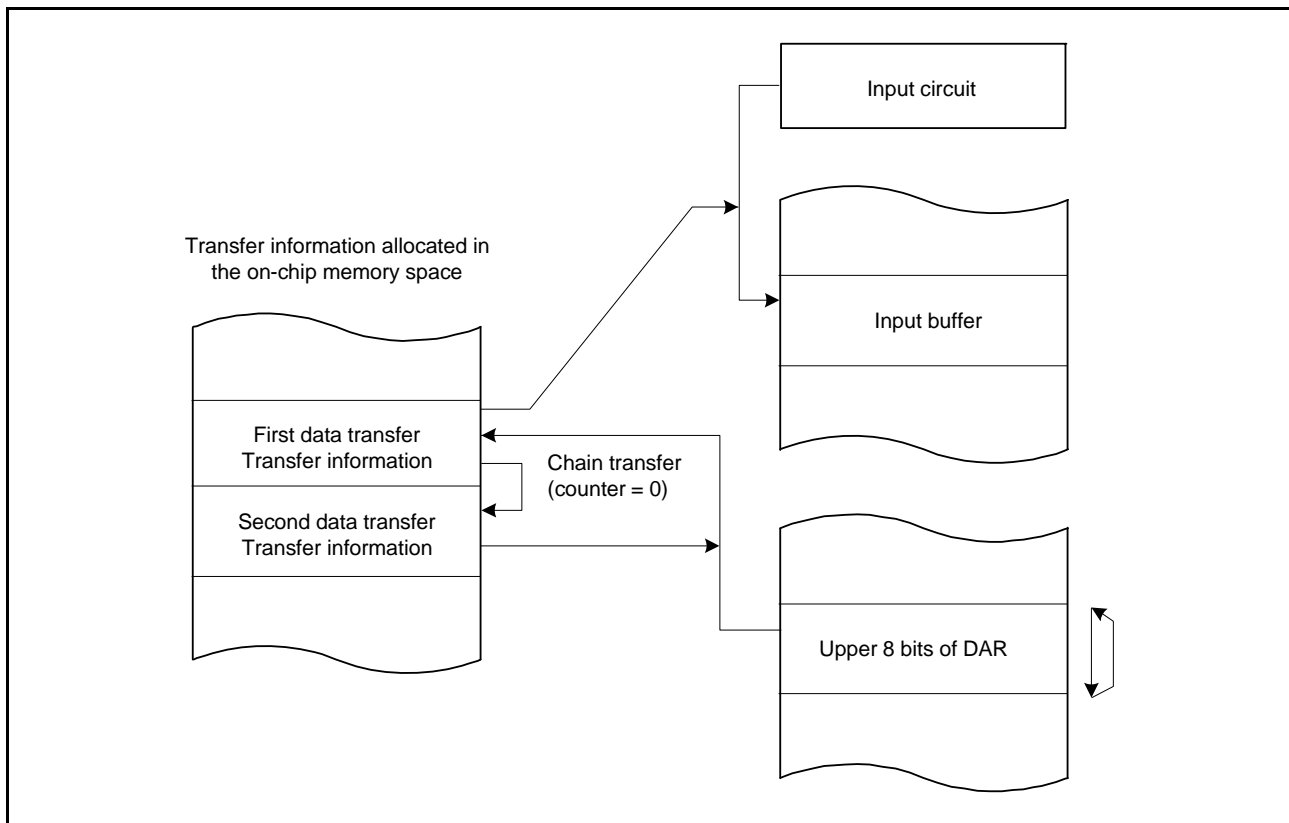 Input circuit
Input buffer
Transfer information allocated in
the on-chip memory space
First data transfer
Transfer information
Chain transfer
(counter = 0)
Second data transfer
Transfer information
Upper 8 bits of DAR